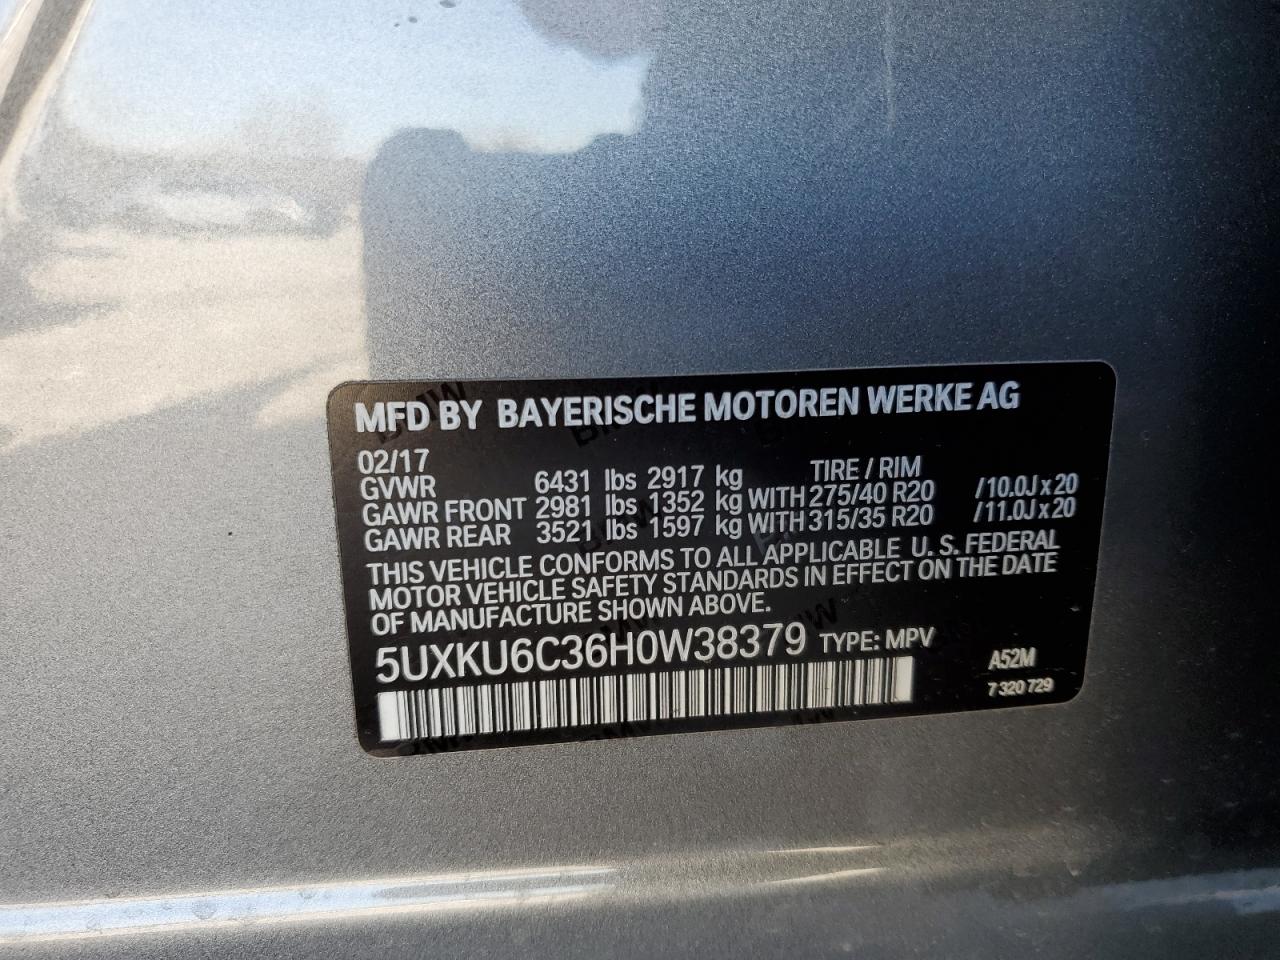 MFD BY BAYERISCHE MOTOREN WERKE AG
02/17
GVWR 6431 lbs 2917 kg TIRE / RIM
GAWR FRONT 2981 lbs 1352 kg WITH 275/40 R20 /10.0J x 20
GAWR REAR 3521 lbs 1597 kg WITH 315/35 R20 /11.0J x 20
THIS VEHICLE CONFORMS TO ALL APPLICABLE U. S. FEDERAL
MOTOR VEHICLE SAFETY STANDARDS IN EFFECT ON THE DATE
OF MANUFACTURE SHOWN ABOVE.
5UXKU6C36H0W38379 TYPE: MPV
A52M
7 320 729